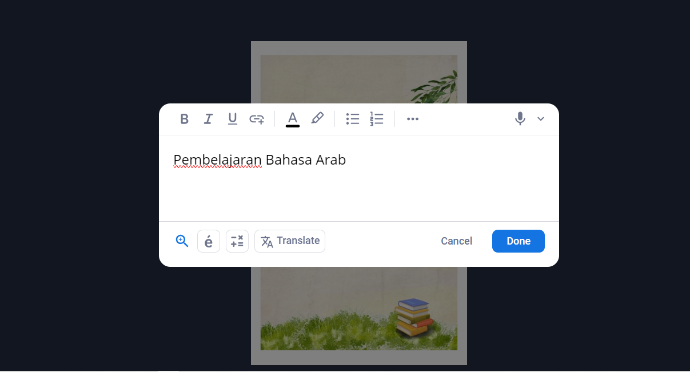 B I U A
Pembelajaran Bahasa Arab
é Translate Cancel Done